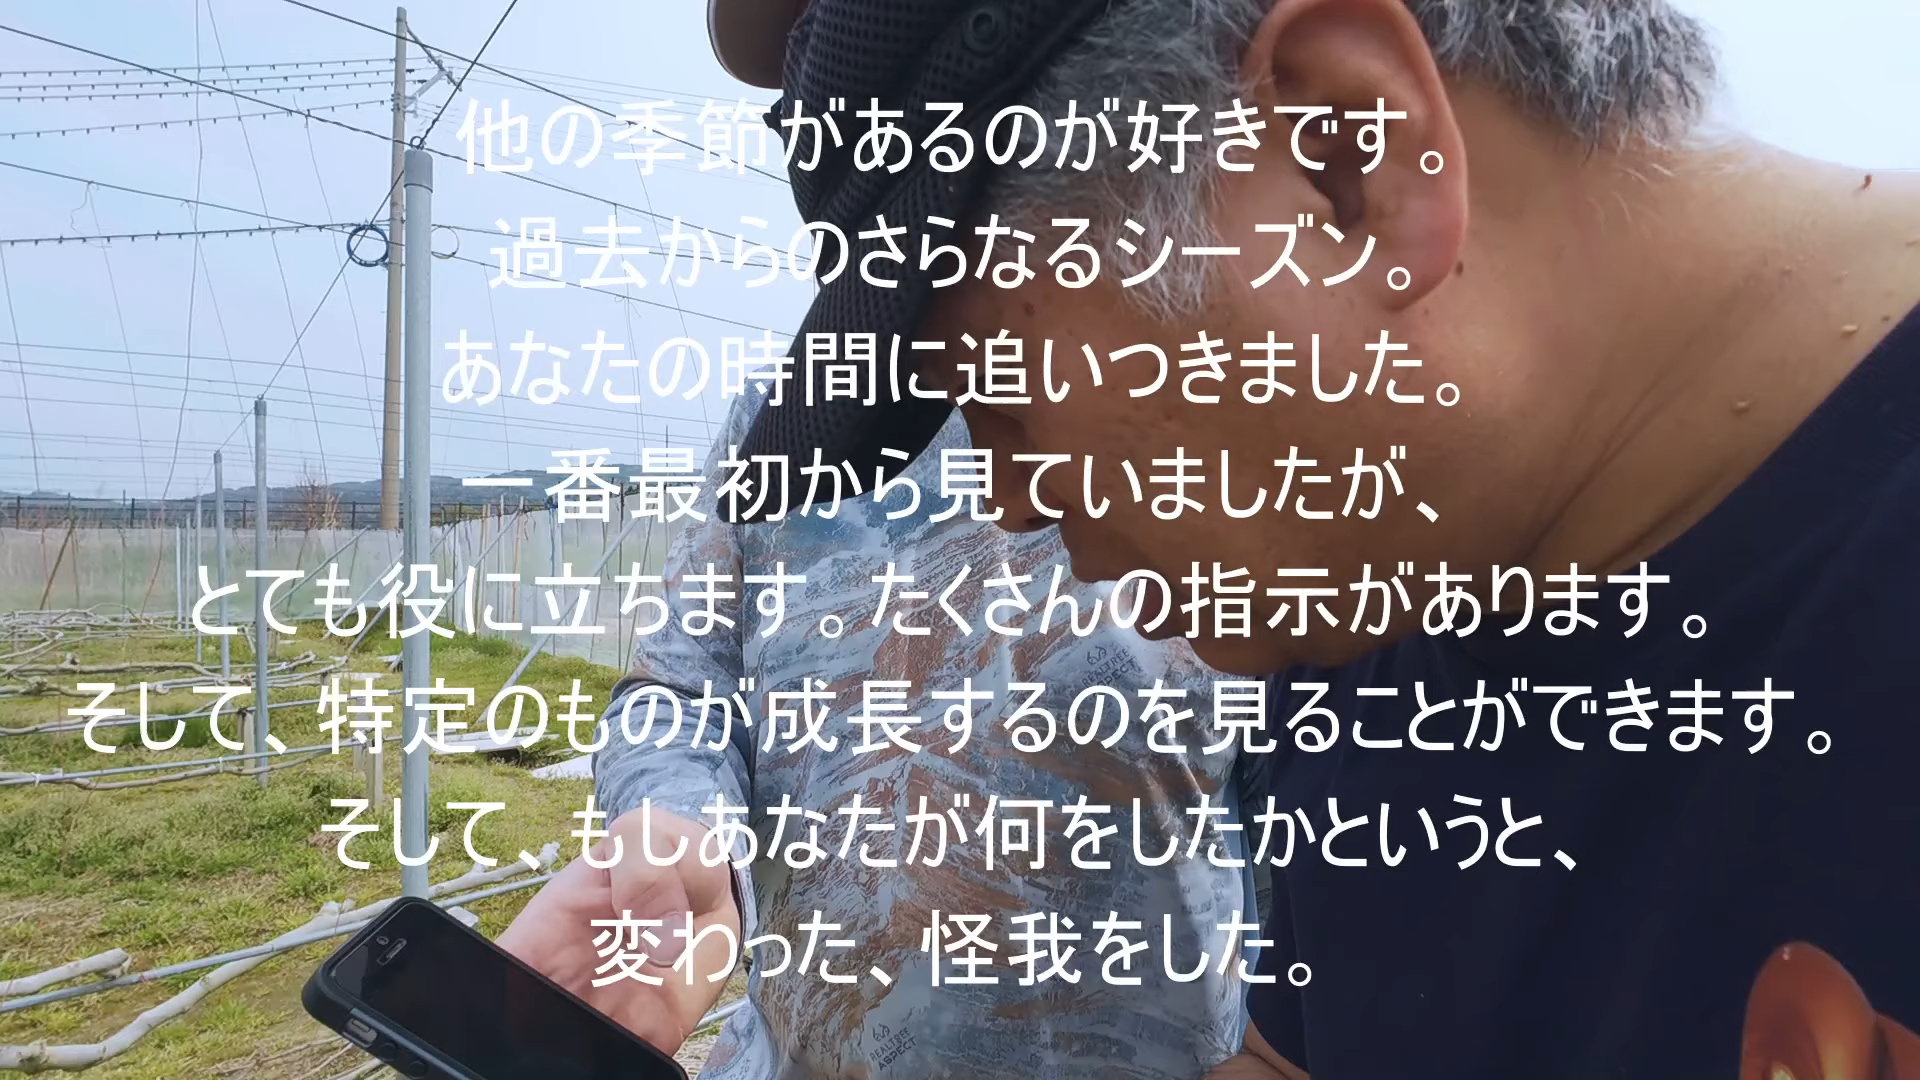 他の季節があるのが好きです。
過去からのさらなるシーズン。
あなたの時間に追いつきました。
一番最初から見ていましたが、
とても役に立ちます。たくさんの指示があります。
そして、特定のものが成長するのを見ることができます。
そして、もしあなたが何をしたかというと、
変わった、怪我をした。
REALTREE
ASPECT
REALTREE
ASPECT